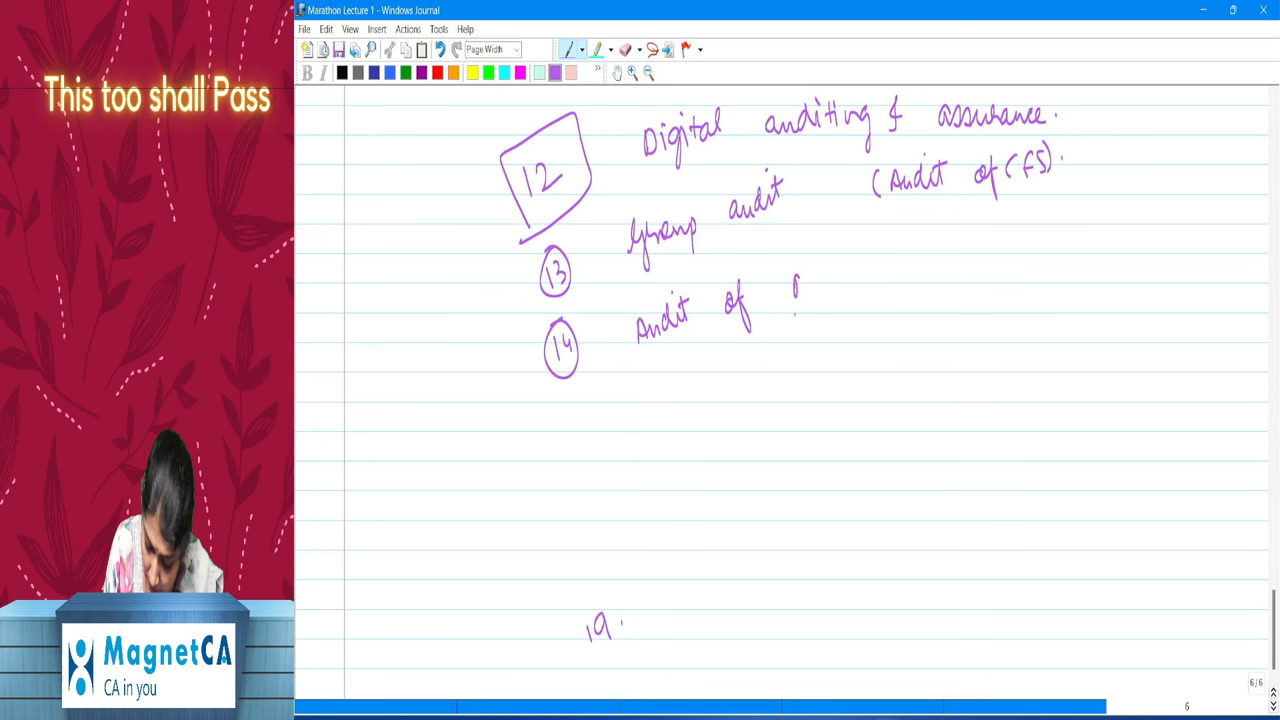 Marathon Lecture 1 - Windows Journal
File Edit View Insert Actions Tools Help
Page Width
B I
This too shall Pass
12 Digital auditing & assurance.
13 Group audit (Audit of CFS).
14 Audit of
19.
MagnetCA
CA in you
6/6
6